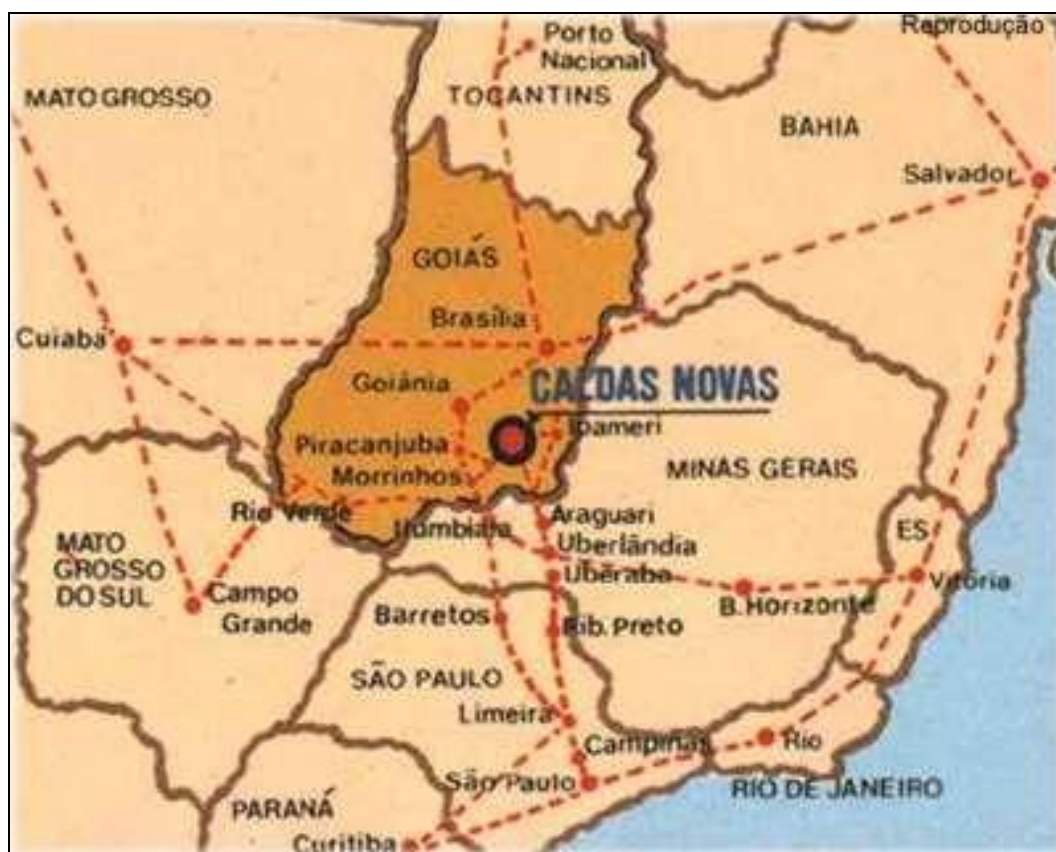 Reprodução
Porto
Nacional
MATO GROSSO
TOCANTINS
BAHIA
Salvador
GOIÁS
Brasília
Cuiabá
Goiânia
CALDAS NOVAS
Ipameri
Piracanjuba
Morrinhos
MINAS GERAIS
Rio Verde
Itumbiara
Araguari
ES
MATO
GROSSO
DO SUL
Uberlândia
Uberaba
Vitória
Campo
Grande
B. Horizonte
Barretos
Rib. Preto
SÃO PAULO
Limeira
Campinas
Rio
São Paulo
RIO DE JANEIRO
PARANÁ
Curitiba